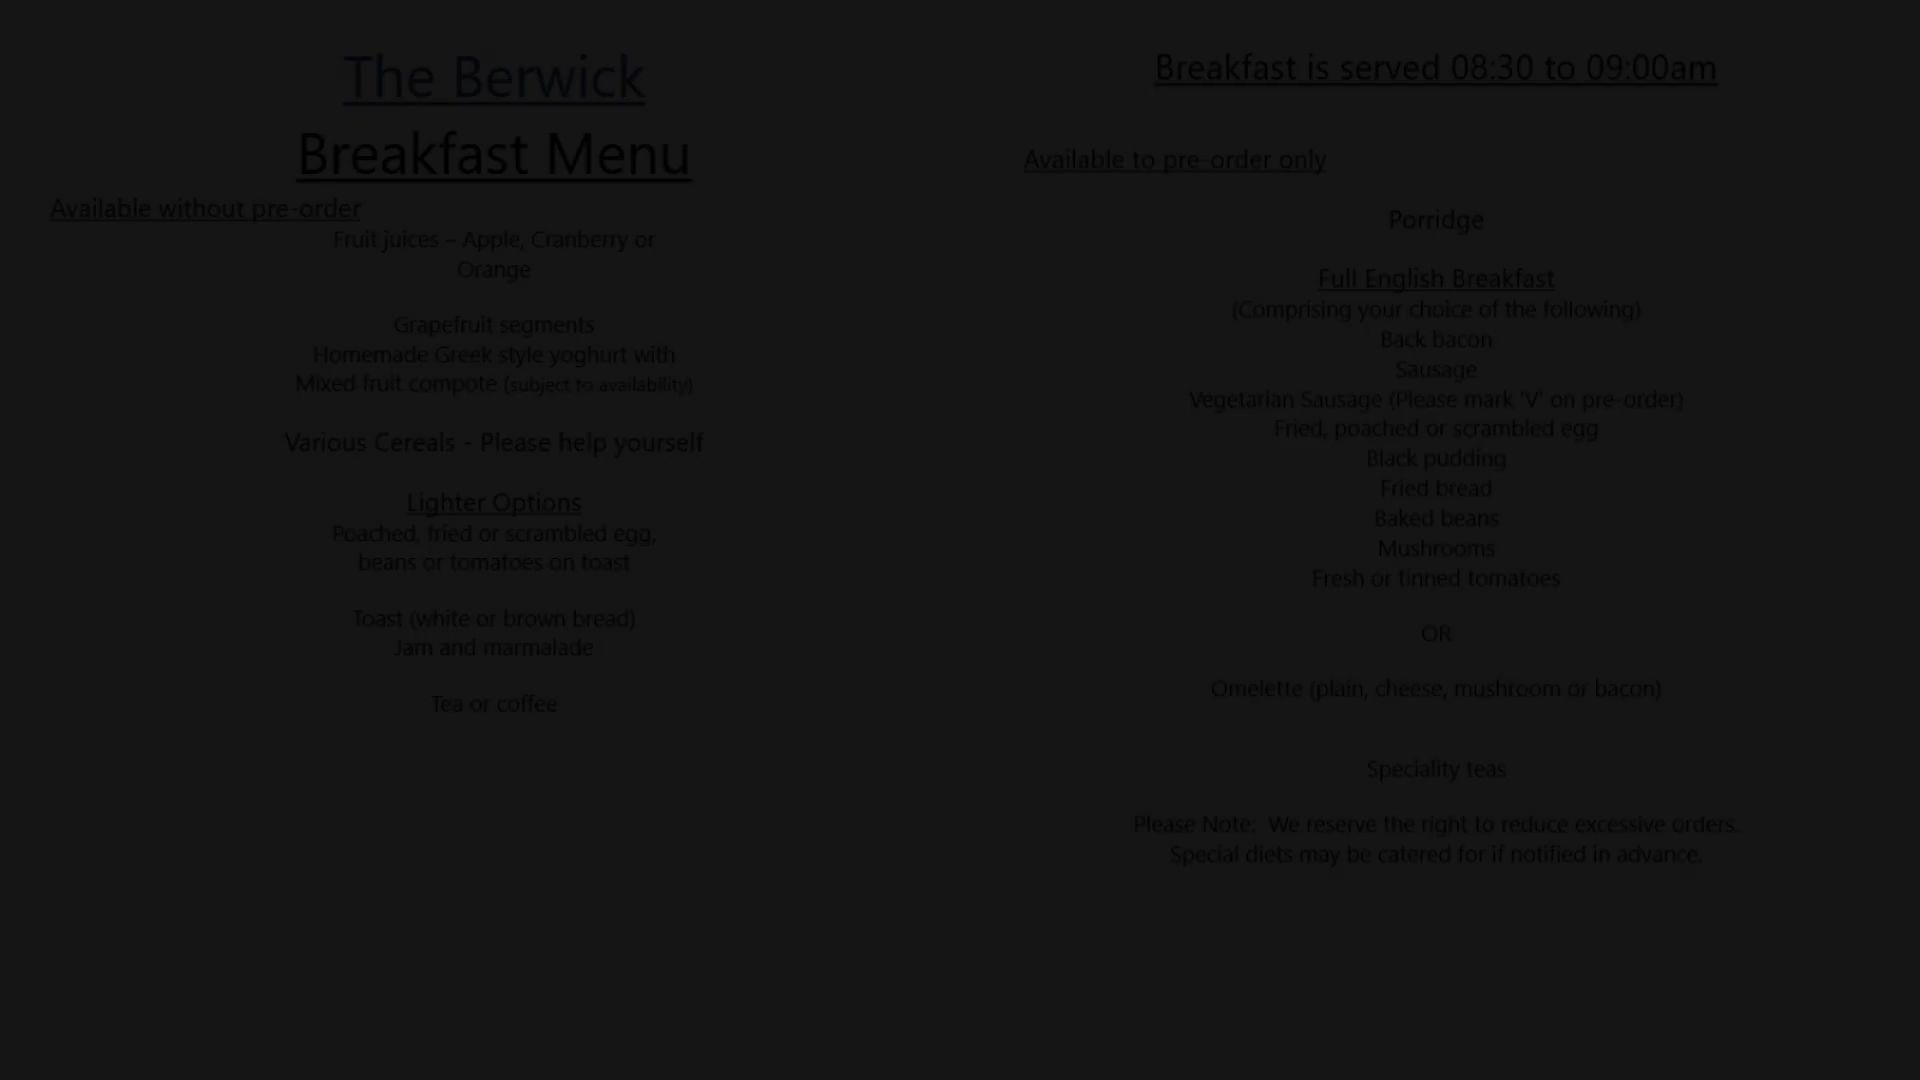 The Berwick
Breakfast Menu
Available without pre-order
Fruit juices – Apple, Cranberry or
Orange
Grapefruit segments
Homemade Greek style yoghurt with
Mixed fruit compote (subject to availability)
Various Cereals - Please help yourself
Lighter Options
Poached, fried or scrambled egg,
beans or tomatoes on toast
Toast (white or brown bread)
Jam and marmalade
Tea or coffee
Breakfast is served 08:30 to 09:00am
Available to pre-order only
Porridge
Full English Breakfast
(Comprising your choice of the following)
Back bacon
Sausage
Vegetarian Sausage (Please mark 'V' on pre-order)
Fried, poached or scrambled egg
Black pudding
Fried bread
Baked beans
Mushrooms
Fresh or tinned tomatoes
OR
Omelette (plain, cheese, mushroom or bacon)
Speciality teas
Please Note: We reserve the right to reduce excessive orders.
Special diets may be catered for if notified in advance.